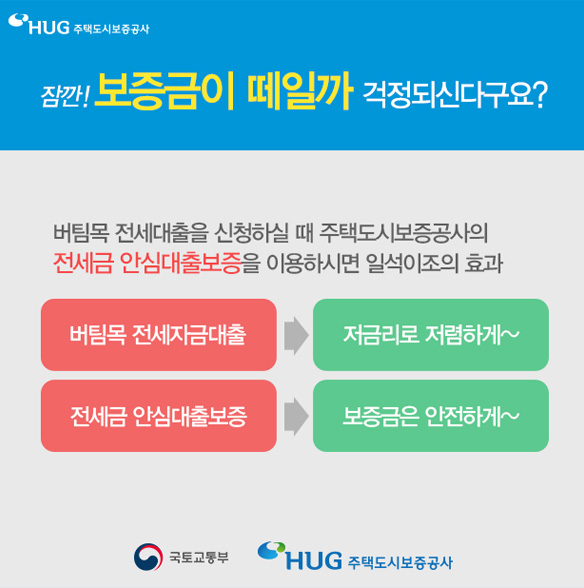 HUG 주택도시보증공사
잠깐! 보증금이 떼일까 걱정되신다구요?
버팀목 전세대출을 신청하실 때 주택도시보증공사의
전세금 안심대출보증을 이용하시면 일석이조의 효과
버팀목 전세자금대출
저금리로 저렴하게~
전세금 안심대출보증
보증금은 안전하게~
국토교통부
HUG 주택도시보증공사